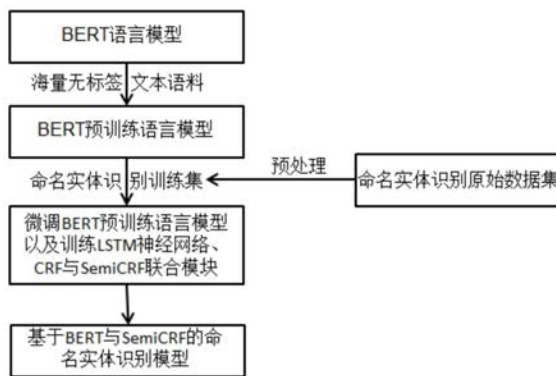 BERT语言模型
海量无标签 文本语料
BERT预训练语言模型
命名实体识别训练集
预处理
命名实体识别原始数据集
微调BERT预训练语言模型
以及训练LSTM神经网络、
CRF与SemiCRF联合模块
基于BERT与SemiCRF的命
名实体识别模型